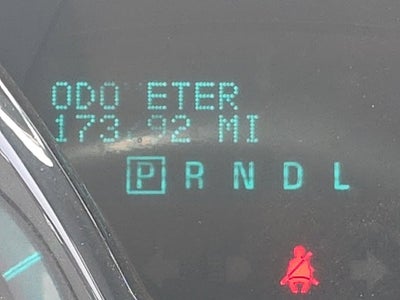 ODO ETER
173 92 MI
P R N D L